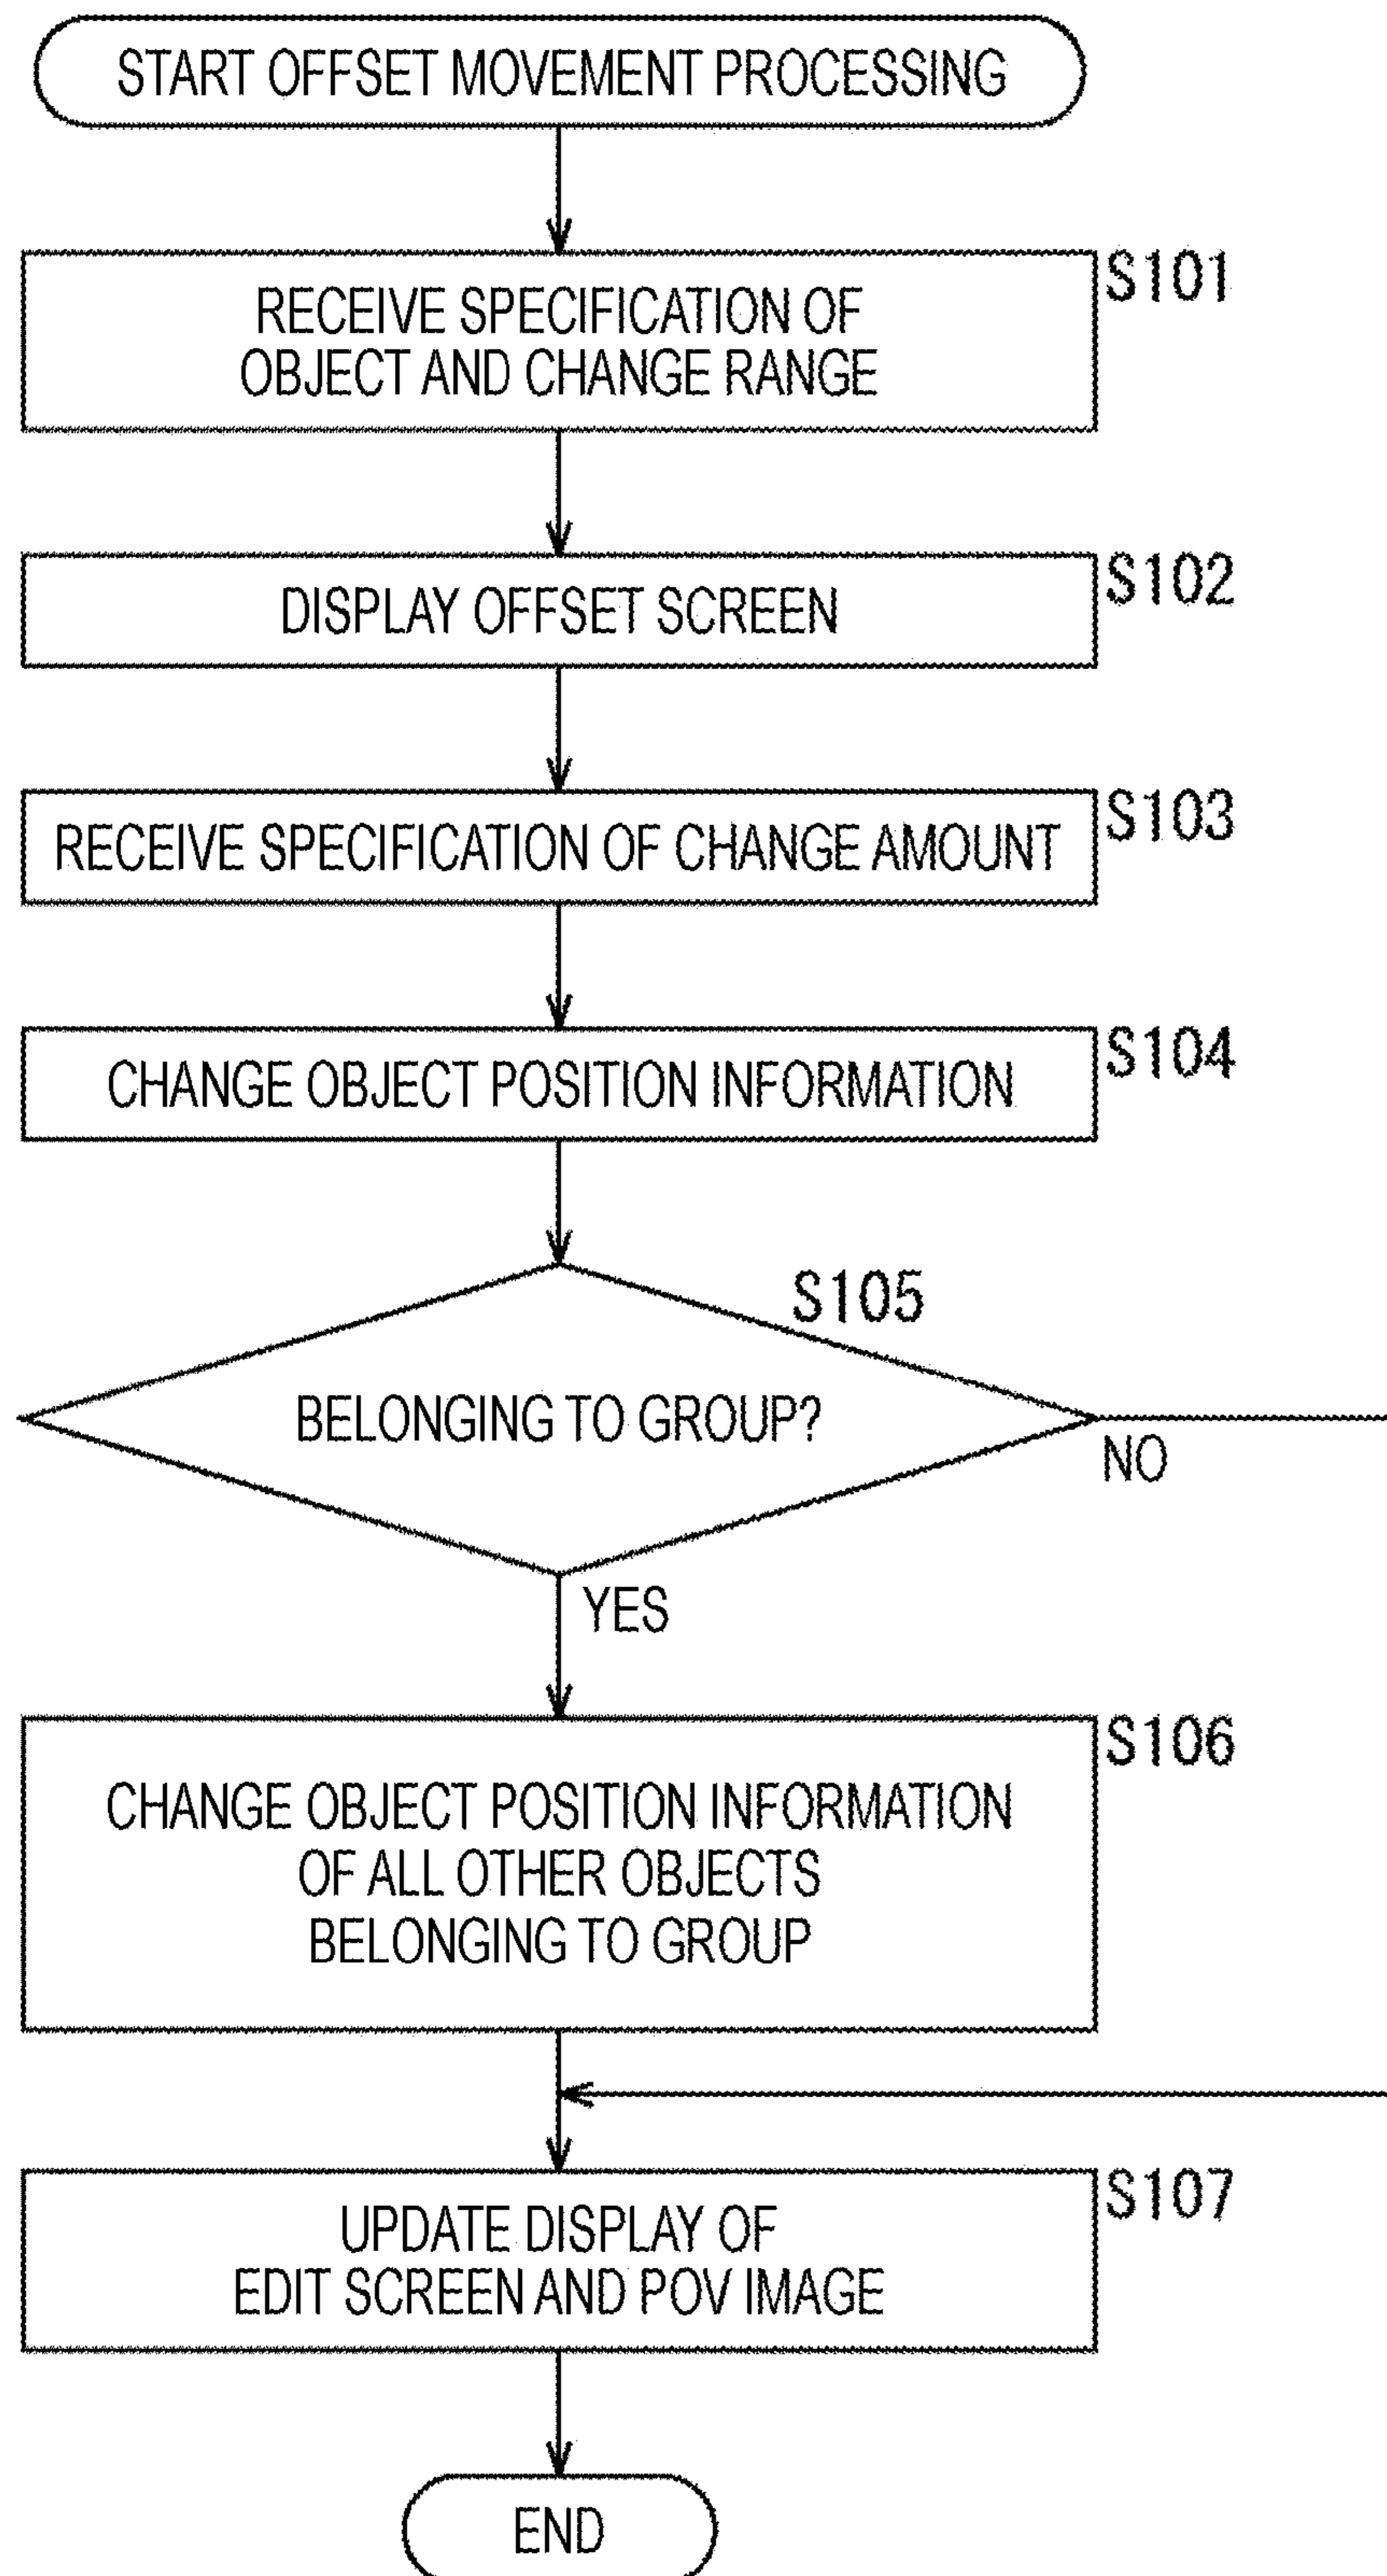 START OFFSET MOVEMENT PROCESSING
S101
RECEIVE SPECIFICATION OF
OBJECT AND CHANGE RANGE
S102
DISPLAY OFFSET SCREEN
S103
RECEIVE SPECIFICATION OF CHANGE AMOUNT
S104
CHANGE OBJECT POSITION INFORMATION
S105
BELONGING TO GROUP?
NO
YES
S106
CHANGE OBJECT POSITION INFORMATION
OF ALL OTHER OBJECTS
BELONGING TO GROUP
S107
UPDATE DISPLAY OF
EDIT SCREEN AND POV IMAGE
END